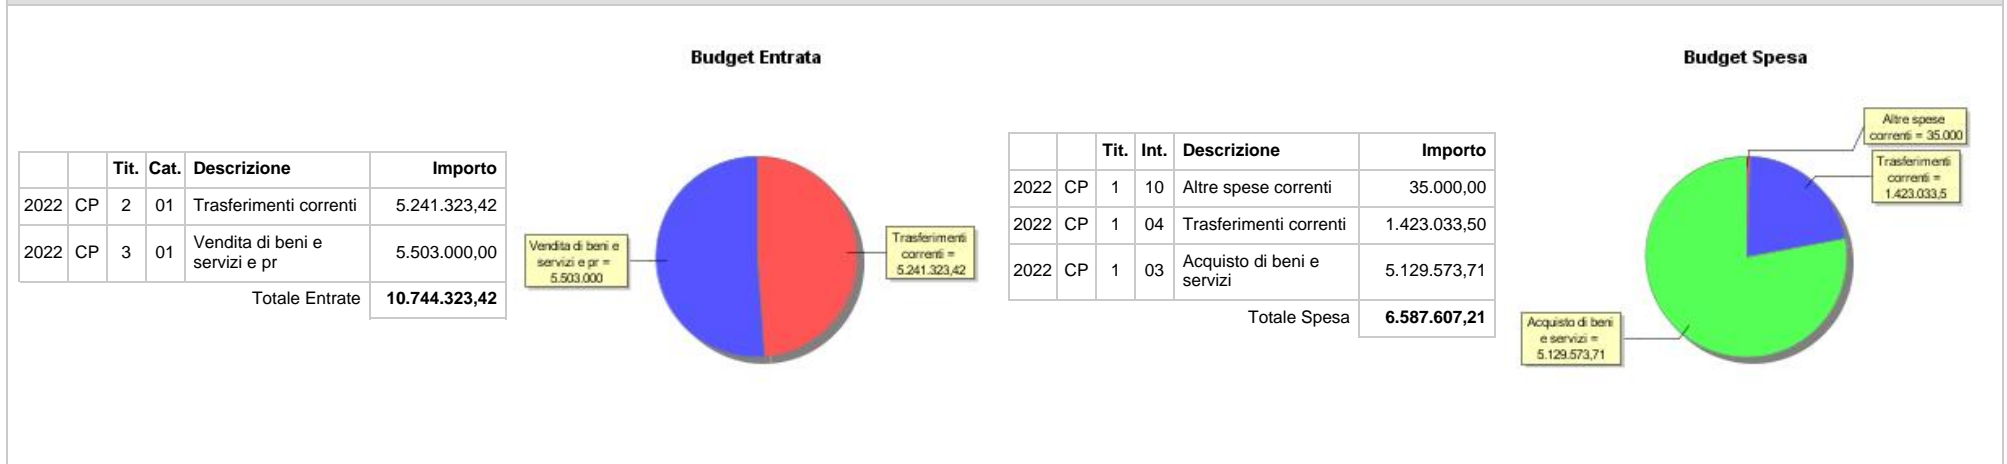 Budget Entrata
Tit. Cat. Descrizione Importo
2022 CP 2 01 Trasferimenti correnti 5.241.323,42
2022 CP 3 01 Vendita di beni e
servizi e pr 5.503.000,00
Totale Entrate 10.744.323,42
Vendita di beni e
servizi e pr =
5.503.000
Trasferimenti
correnti =
5.241.323,42
Budget Spesa
Tit. Int. Descrizione Importo
2022 CP 1 10 Altre spese correnti 35.000,00
2022 CP 1 04 Trasferimenti correnti 1.423.033,50
2022 CP 1 03 Acquisto di beni e
servizi 5.129.573,71
Totale Spesa 6.587.607,21
Altre spese
correnti = 35.000
Trasferimenti
correnti =
1.423.033,5
Acquisto di beni
e servizi =
5.129.573,71